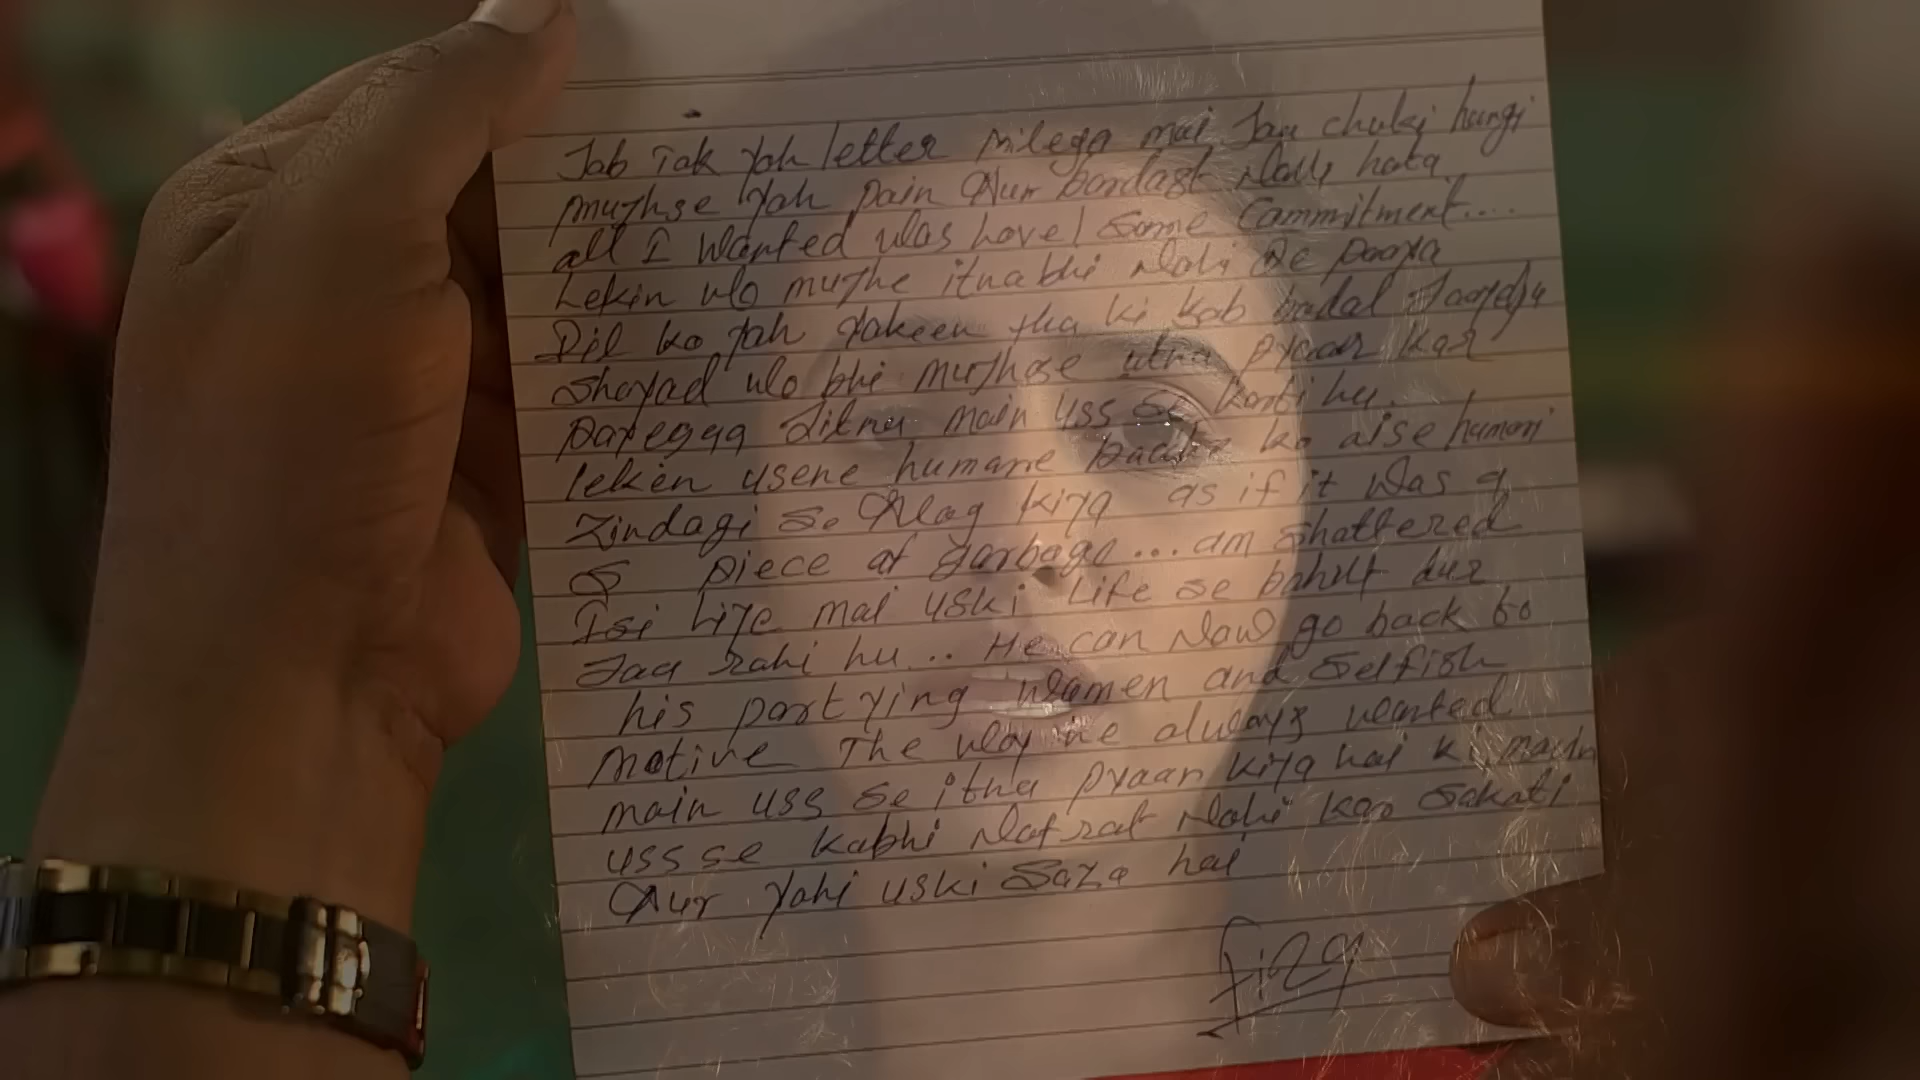 Jab Tak Yah letter Milega mai Jaa chuki hungi
mujhse Yah pain Aur bardast Nahi hota
all I wanted was love / some commitment....
Lekin wo mujhe itna bhi Nahi De paaya
Dil ko Yah Yakeen tha ki kab badal Jaayega
Shayad wo bhi mujhse utna pyaar kar
payegaa Jitna main uss se karti hu.
leken usene humare bachhe ko aise humari
Zindagi se Alag kiya as if it was a
piece of garbage... am shattered
Isi liye mai uski life se bahut dur
Jaa rahi hu... He can Now go back to
his partying women and selfish
motive The way he always wanted
main uss se itna pyaar kiya hai ki main
uss se kabhi Nafrat Nahi kar sakati
Aur Yahi uski saza hai
fiza